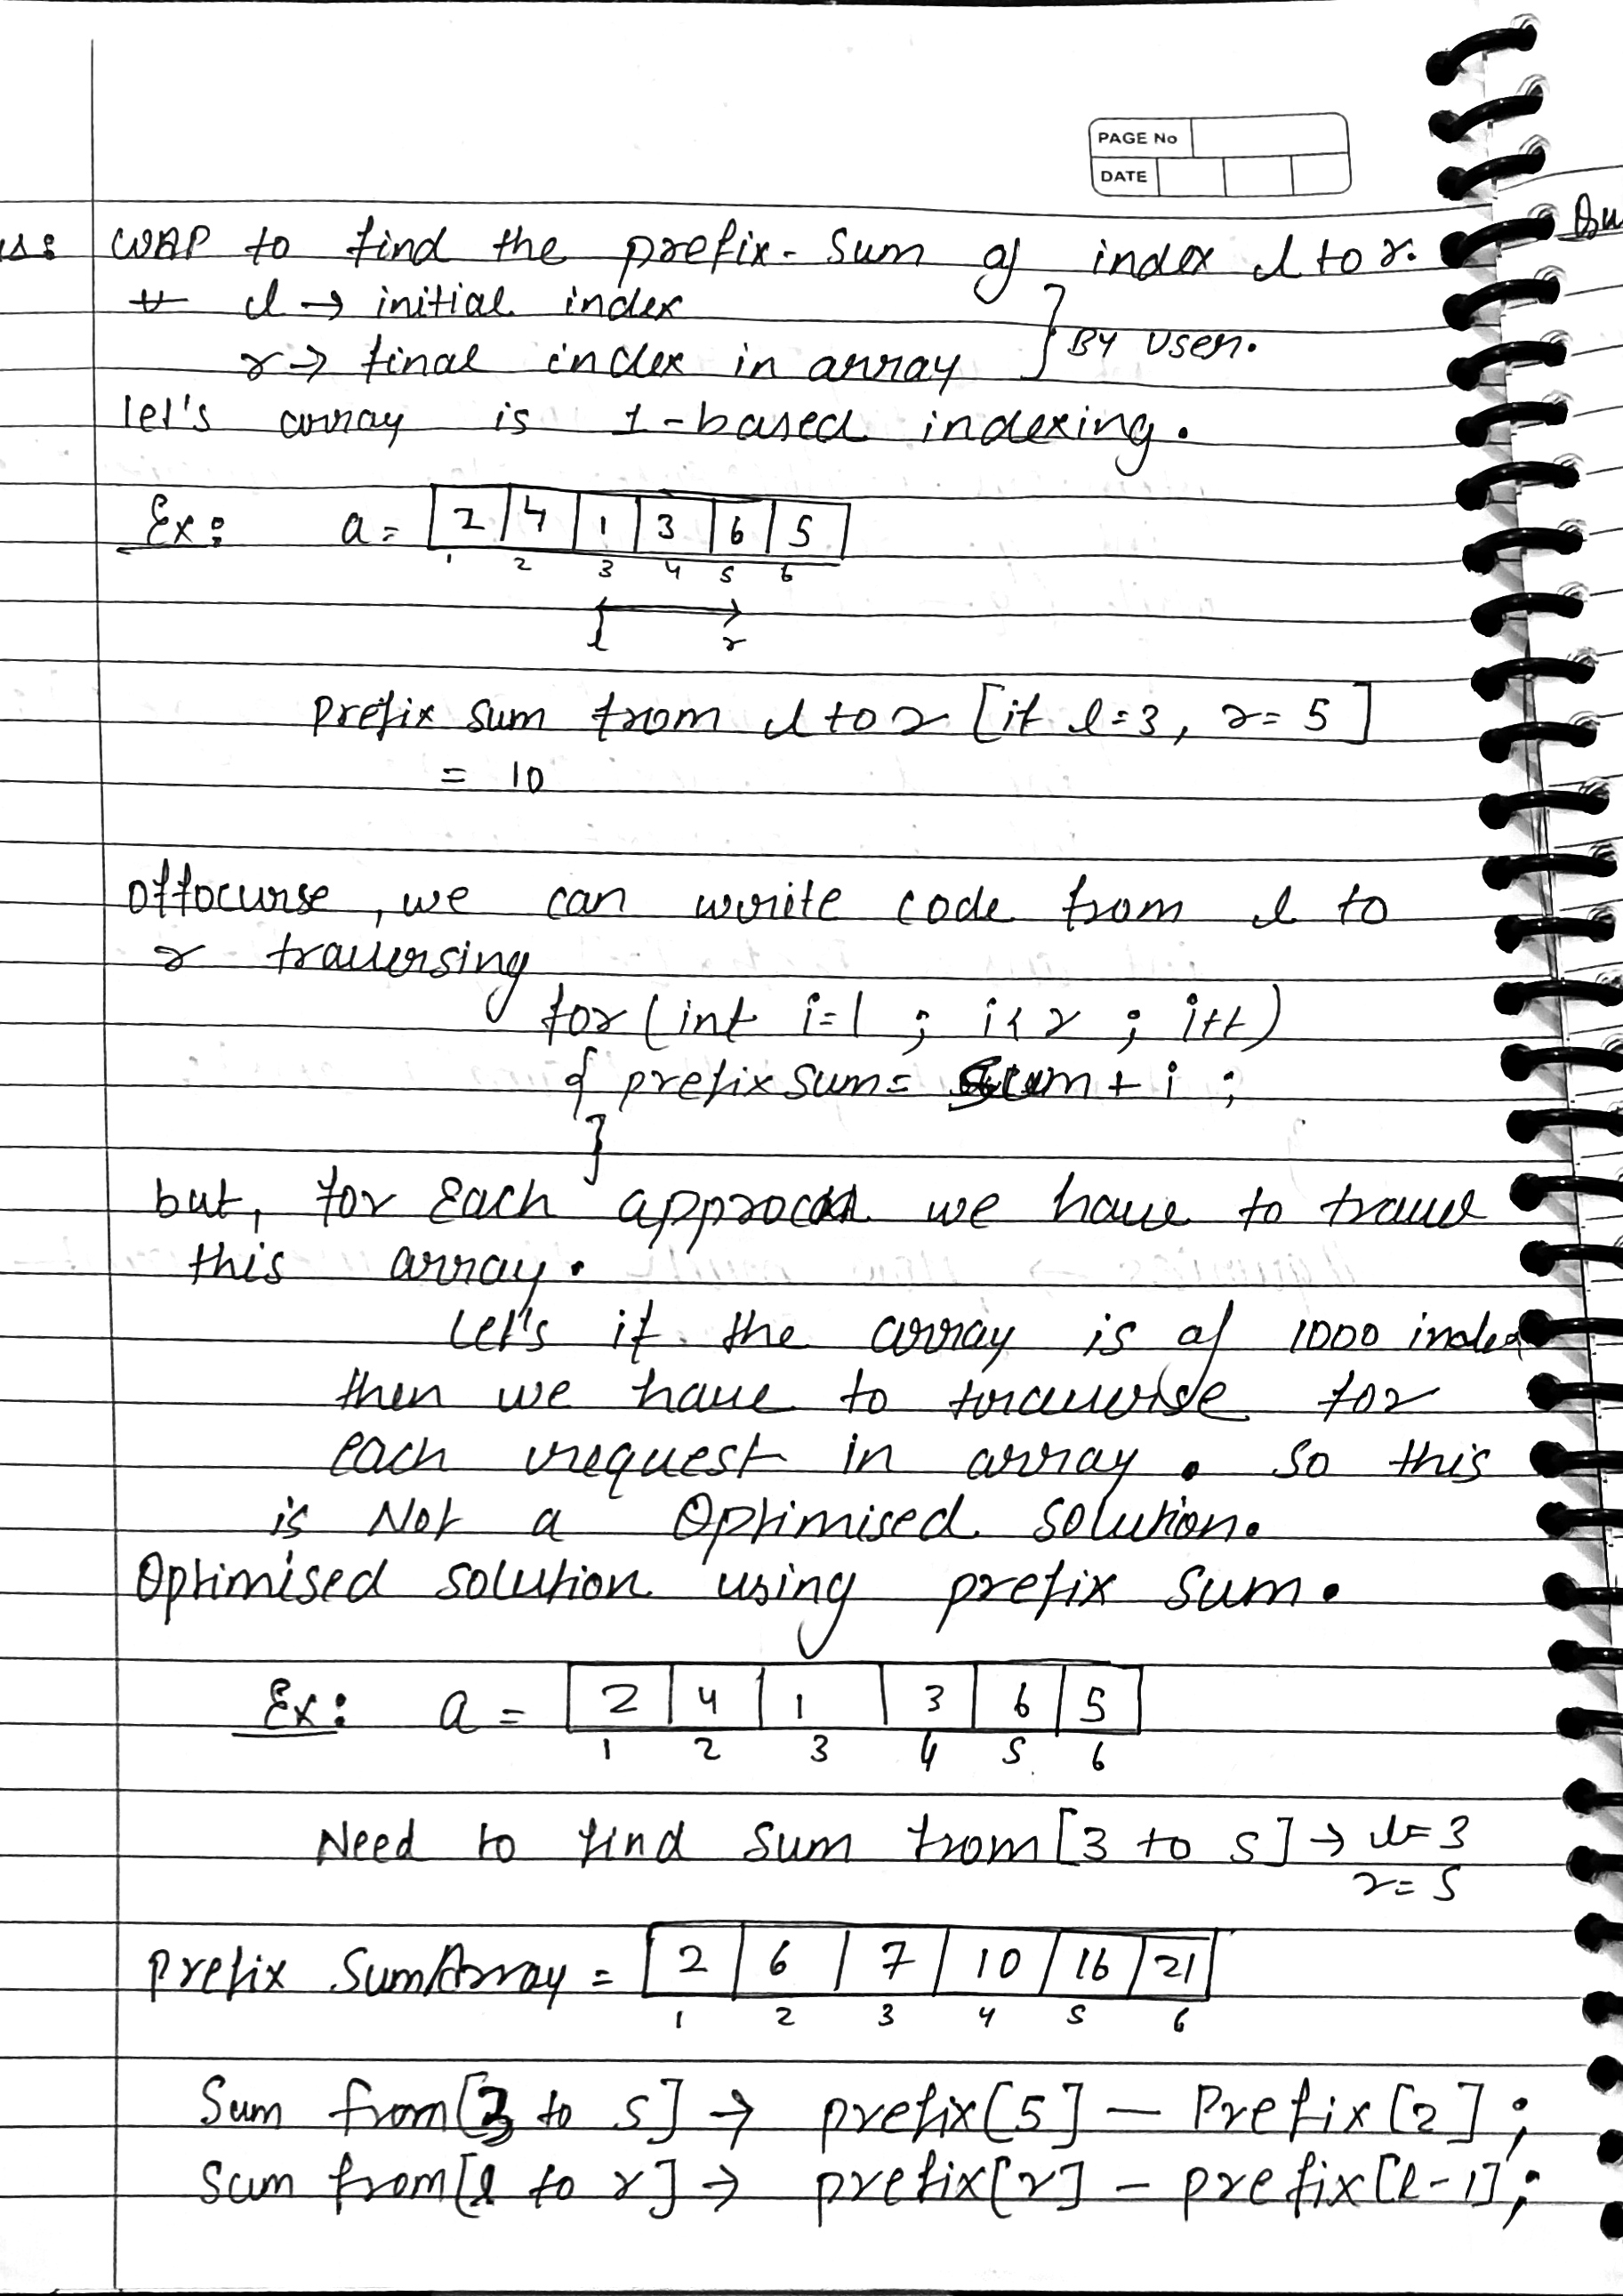 PAGE No
DATE
WAP to find the prefix-sum of index l to r.
l → initial index
r → final index in array } By User.
let's array is 1-based indexing.
Ex: a = 2 4 1 3 6 5
1 2 3 4 5 6
l r
Prefix sum from l to r [if l=3, r=5]
= 10
offocurse, we can write code from l to
r traversing
for (int i=l ; i<r ; i++)
{ prefix sum = sum + i ;
}
but, for Each approcah we have to travel
this array.
Let's if the array is of 1000 index
then we have to for
each request in array. So this
is Not a Optimised solution.
Optimised solution using prefix sum.
Ex: a = 2 4 1 3 6 5
1 2 3 4 5 6
Need to find sum from [3 to 5] → l=3
r=5
Prefix SumArray = 2 6 7 10 16 21
1 2 3 4 5 6
Sum from [3 to 5] → prefix[5] - Prefix[2];
Sum from [l to r] → prefix[r] - prefix[l-1];